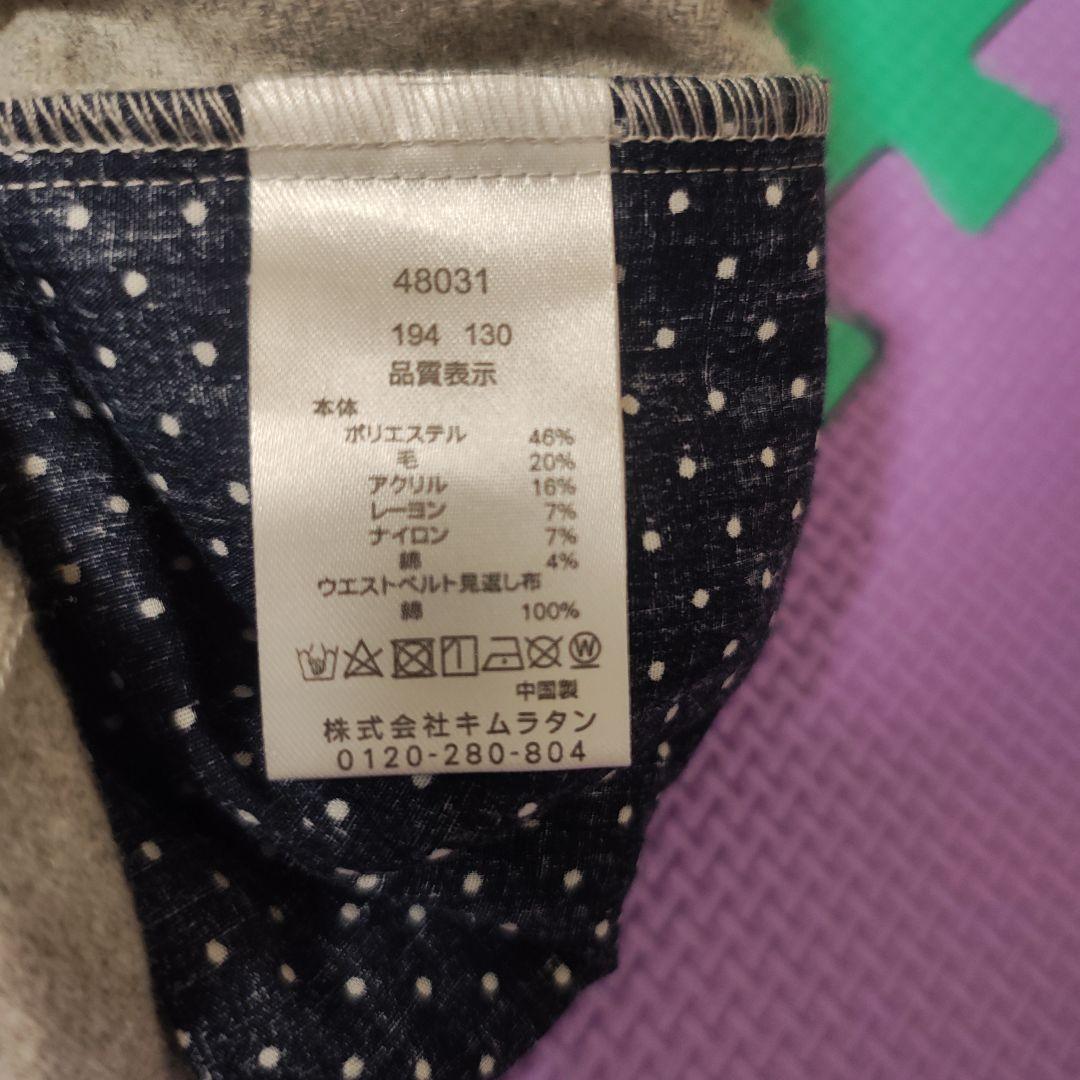 48031
194 130
品質表示
本体
ポリエステル 46%
毛 20%
アクリル 16%
レーヨン 7%
ナイロン 7%
綿 4%
ウエストベルト見返し布
綿 100%
W
中国製
株式会社キムラタン
0120-280-804